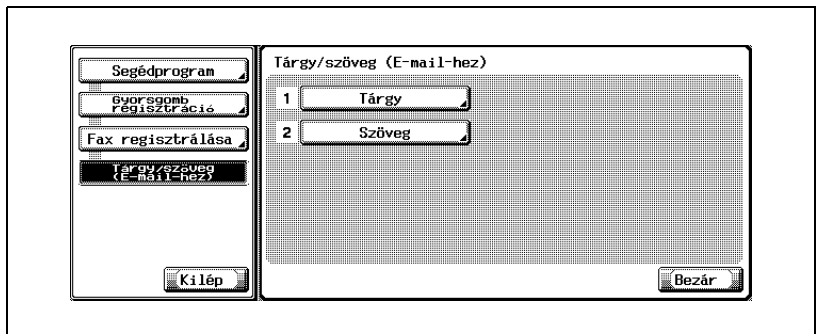 Segédprogram
Gyorsgomb
regisztráció
Fax regisztrálása
Tárgy/szöveg
(E-mail-hez)
Kilép
Tárgy/szöveg (E-mail-hez)
1 Tárgy
2 Szöveg
Bezár